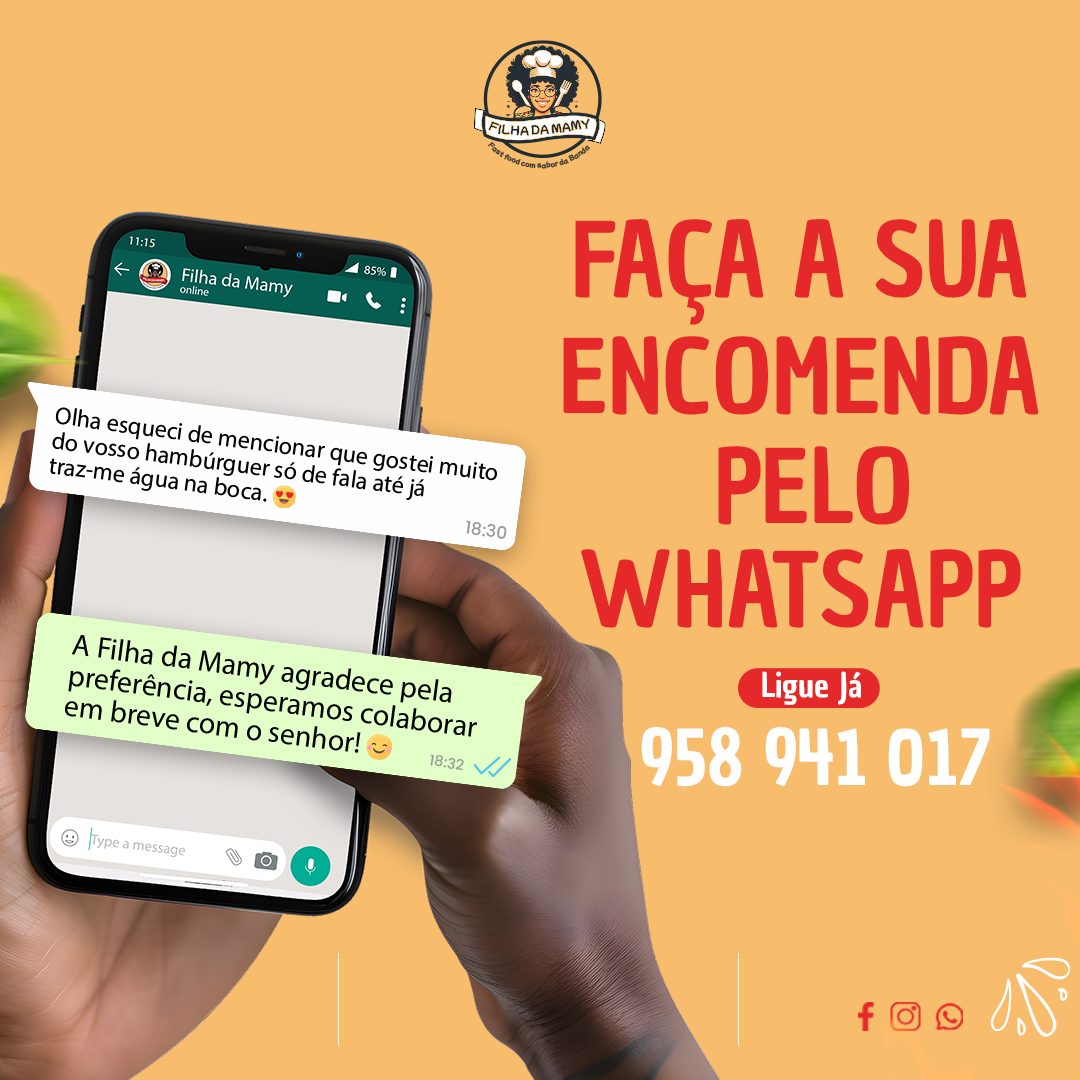 FILHA DA MAMY
Fast food com sabor da Banda
FAÇA A SUA
ENCOMENDA
PELO
WHATSAPP
Ligue Já
958 941 017
11:15
85%
Filha da Mamy
online
Olha esqueci de mencionar que gostei muito
do vosso hambúrguer só de fala até já
traz-me água na boca. 😍
18:30
A Filha da Mamy agradece pela
preferência, esperamos colaborar
em breve com o senhor! 😊
18:32
Type a message